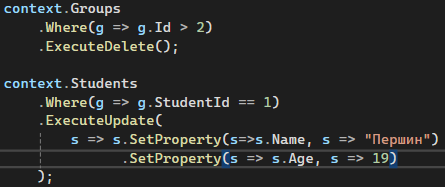 context.Groups
.Where(g => g.Id > 2)
.ExecuteDelete();
context.Students
.Where(g => g.StudentId == 1)
.ExecuteUpdate(
s => s.SetProperty(s=>s.Name, s => "Першин")
.SetProperty(s => s.Age, s => 19)
);